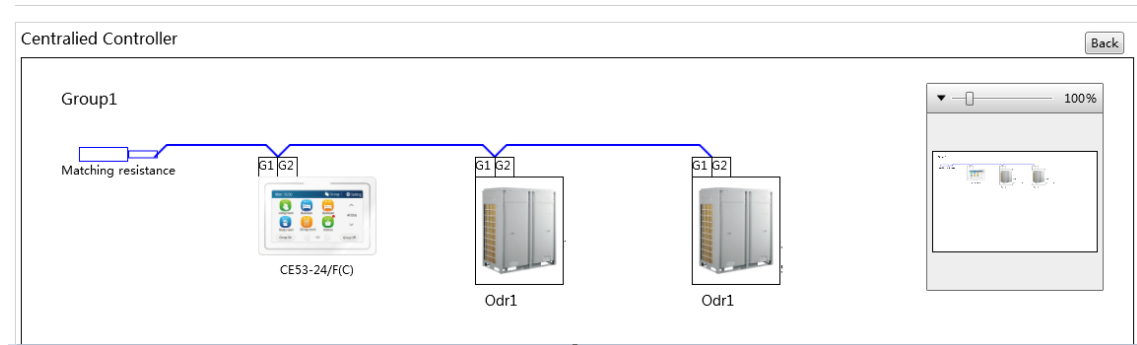 Centralied Controller
Back
Group1
100%
Matching resistance
G1 G2
G1 G2
G1 G2
CE53-24/F(C)
Odr1
Odr1